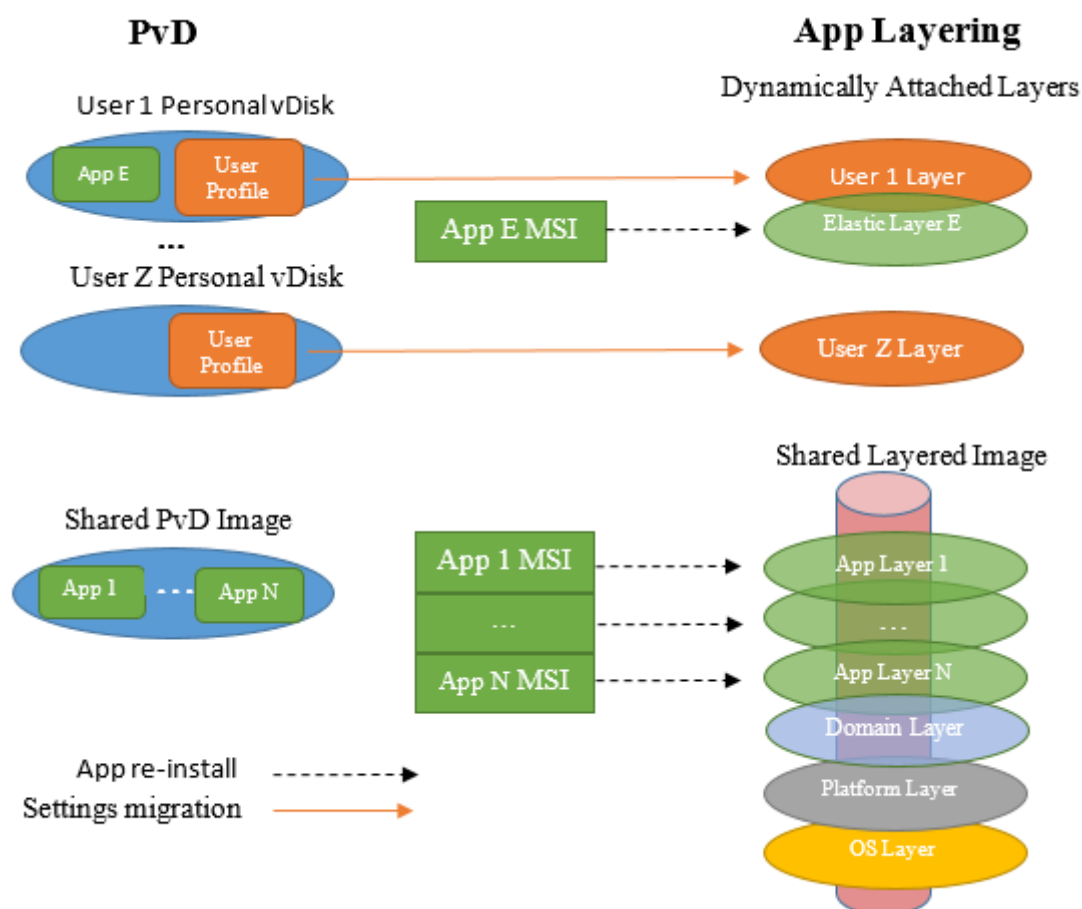 PvD
App Layering
Dynamically Attached Layers
User 1 Personal vDisk
App E
User
Profile
User 1 Layer
App E MSI
Elastic Layer E
...
User Z Personal vDisk
User
Profile
User Z Layer
Shared Layered Image
Shared PvD Image
App 1
---
App N
App 1 MSI
...
App N MSI
App Layer 1
...
App Layer N
Domain Layer
Platform Layer
OS Layer
App re-install
Settings migration